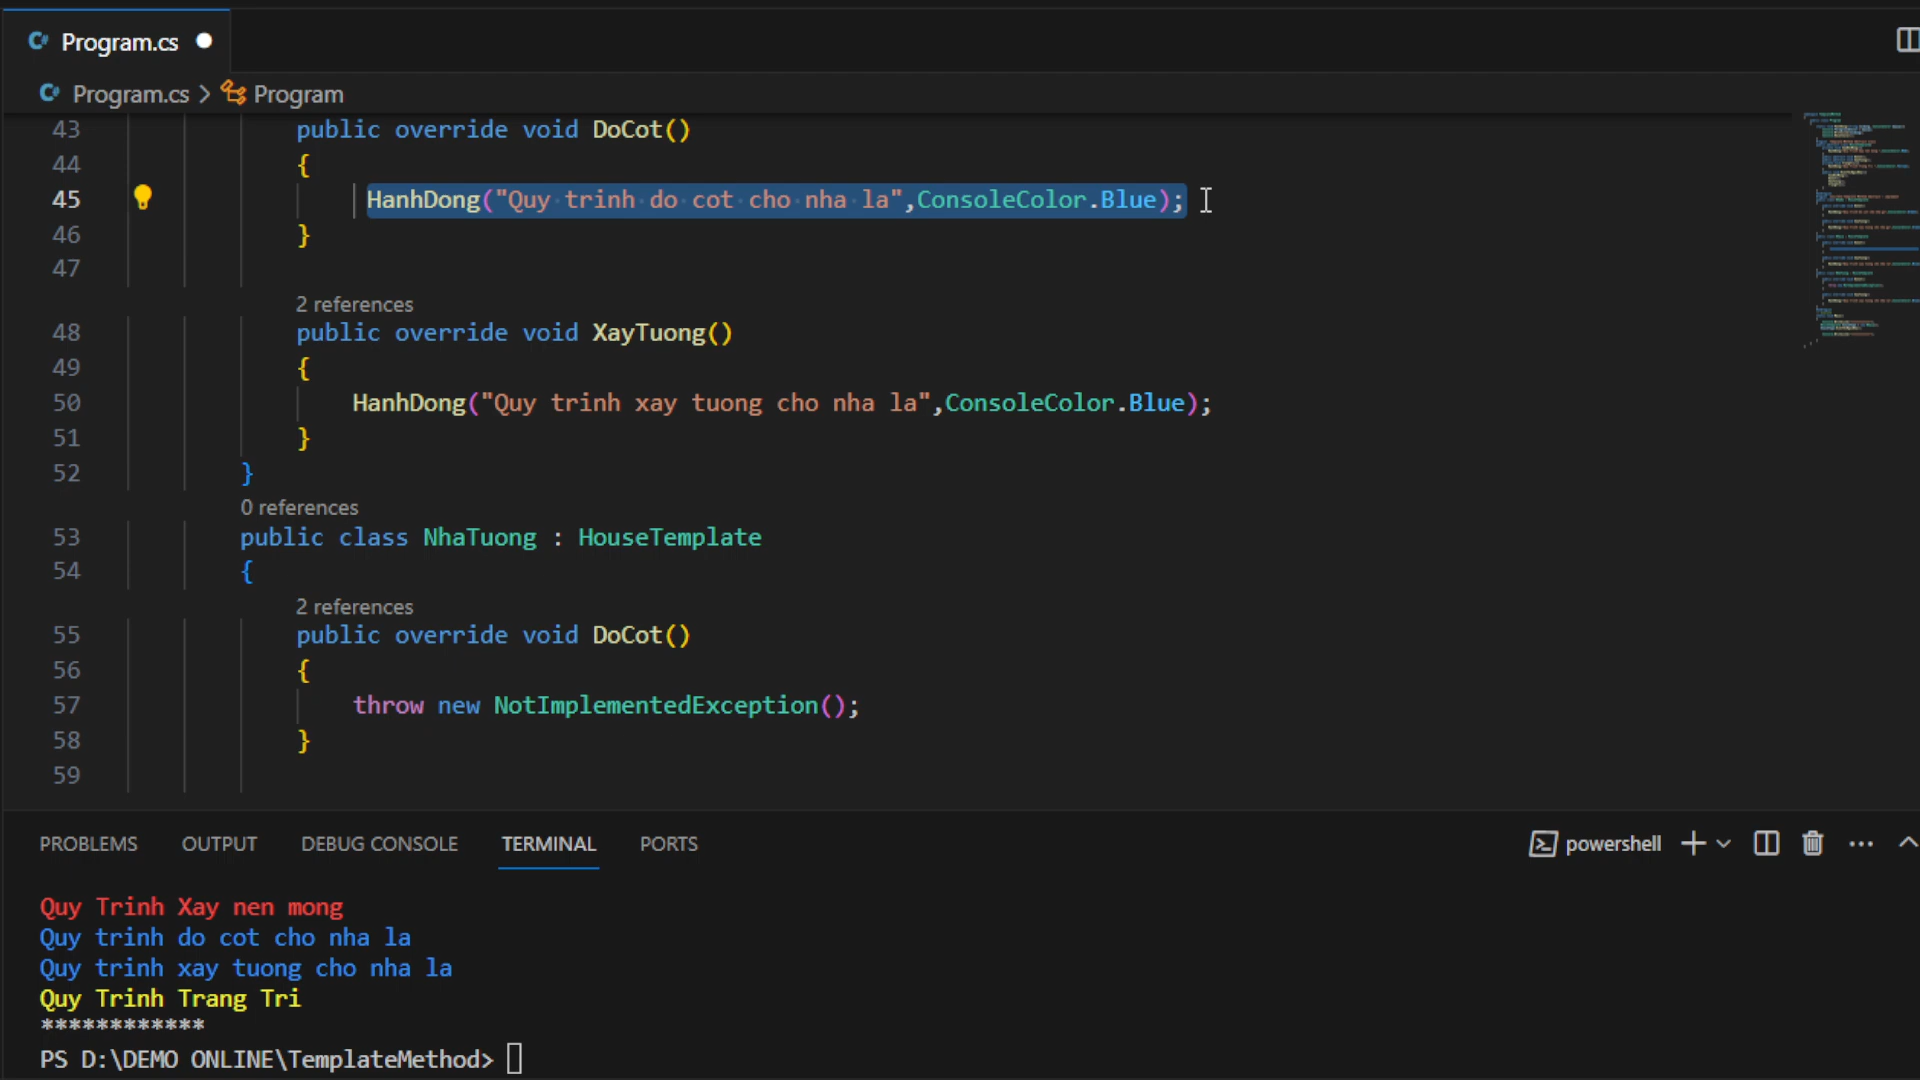 Program.cs
Program.cs > Program
43 public override void DoCot()
44 {
45 HanhDong("Quy trinh do cot cho nha la",ConsoleColor.Blue);
46 }
47
2 references
48 public override void XayTuong()
49 {
50 HanhDong("Quy trinh xay tuong cho nha la",ConsoleColor.Blue);
51 }
52 }
0 references
53 public class NhaTuong : HouseTemplate
54 {
2 references
55 public override void DoCot()
56 {
57 throw new NotImplementedException();
58 }
59
PROBLEMS OUTPUT DEBUG CONSOLE TERMINAL PORTS powershell
Quy Trinh Xay nen mong
Quy trinh do cot cho nha la
Quy trinh xay tuong cho nha la
Quy Trinh Trang Tri
************
PS D:\DEMO ONLINE\TemplateMethod>